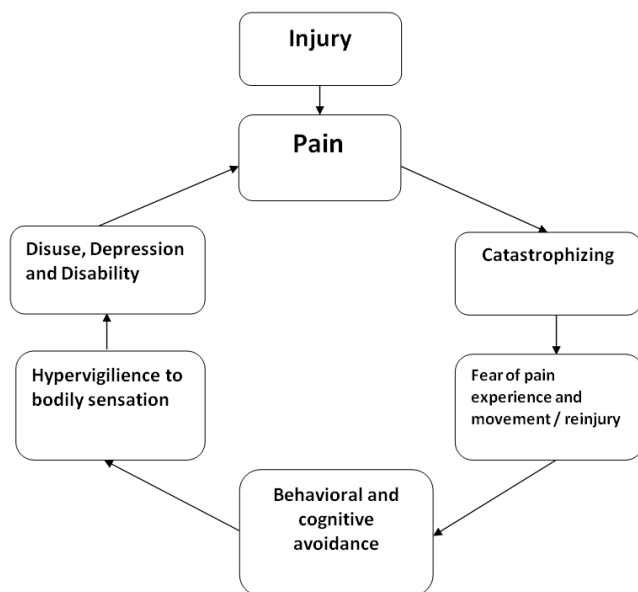 Injury
Pain
Catastrophizing
Fear of pain
experience and
movement / reinjury
Behavioral and
cognitive
avoidance
Hypervigilience to
bodily sensation
Disuse, Depression
and Disability